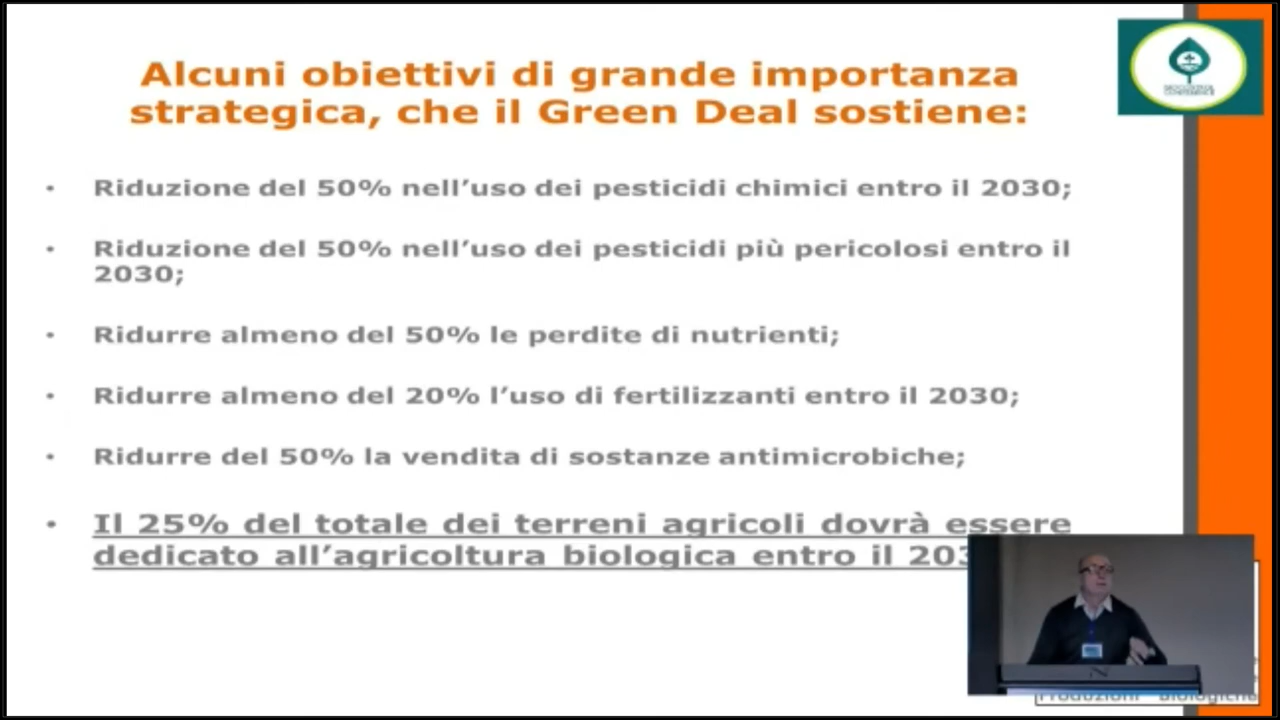 Alcuni obiettivi di grande importanza
strategica, che il Green Deal sostiene:
• Riduzione del 50% nell'uso dei pesticidi chimici entro il 2030;
• Riduzione del 50% nell'uso dei pesticidi più pericolosi entro il
2030;
• Ridurre almeno del 50% le perdite di nutrienti;
• Ridurre almeno del 20% l'uso di fertilizzanti entro il 2030;
• Ridurre del 50% la vendita di sostanze antimicrobiche;
• Il 25% del totale dei terreni agricoli dovrà essere
dedicato all'agricoltura biologica entro il 203
Produzioni Biologiche